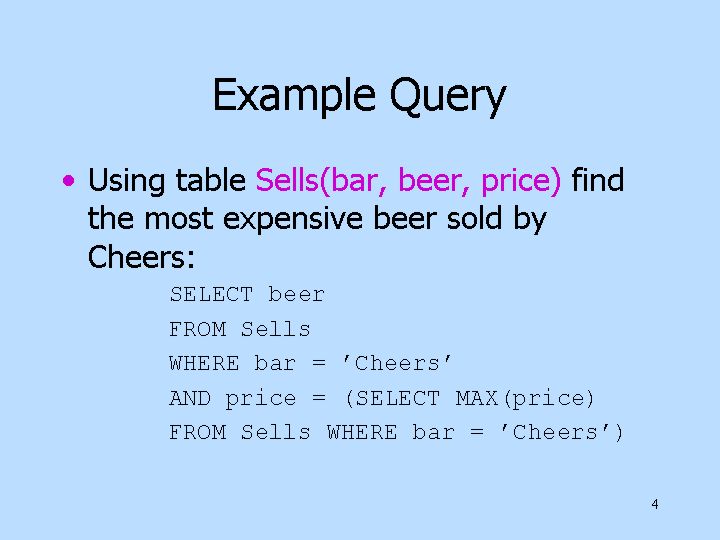 Example Query
• Using table Sells(bar, beer, price) find
the most expensive beer sold by
Cheers:
SELECT beer
FROM Sells
WHERE bar = ’Cheers’
AND price = (SELECT MAX(price)
FROM Sells WHERE bar = ’Cheers’)
4